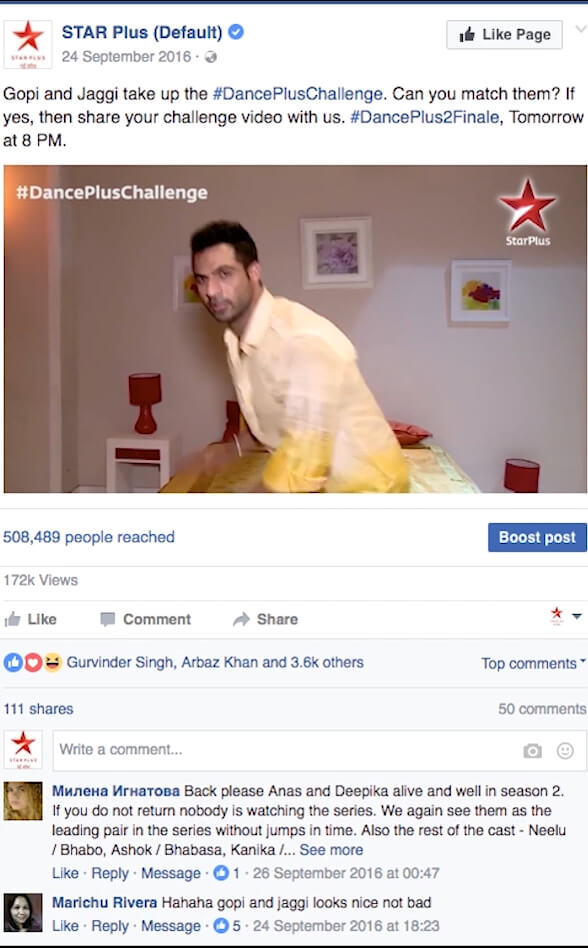 STAR Plus (Default)
Like Page
24 September 2016 ·
Gopi and Jaggi take up the #DancePlusChallenge. Can you match them? If
yes, then share your challenge video with us. #DancePlus2Finale, Tomorrow
at 8 PM.
#DancePlusChallenge
StarPlus
508,489 people reached
Boost post
172k Views
Like
Comment
Share
Gurvinder Singh, Arbaz Khan and 3.6k others
Top comments
111 shares
50 comments
STAR PLUS
Write a comment...
Милена Игнатова Back please Anas and Deepika alive and well in season 2.
If you do not return nobody is watching the series. We again see them as the
leading pair in the series without jumps in time. Also the rest of the cast - Neelu
/ Bhabo, Ashok / Bhabasa, Kanika /... See more
Like · Reply · Message · 1 · 26 September 2016 at 00:47
Marichu Rivera Hahaha gopi and jaggi looks nice not bad
Like · Reply · Message · 5 · 24 September 2016 at 18:23